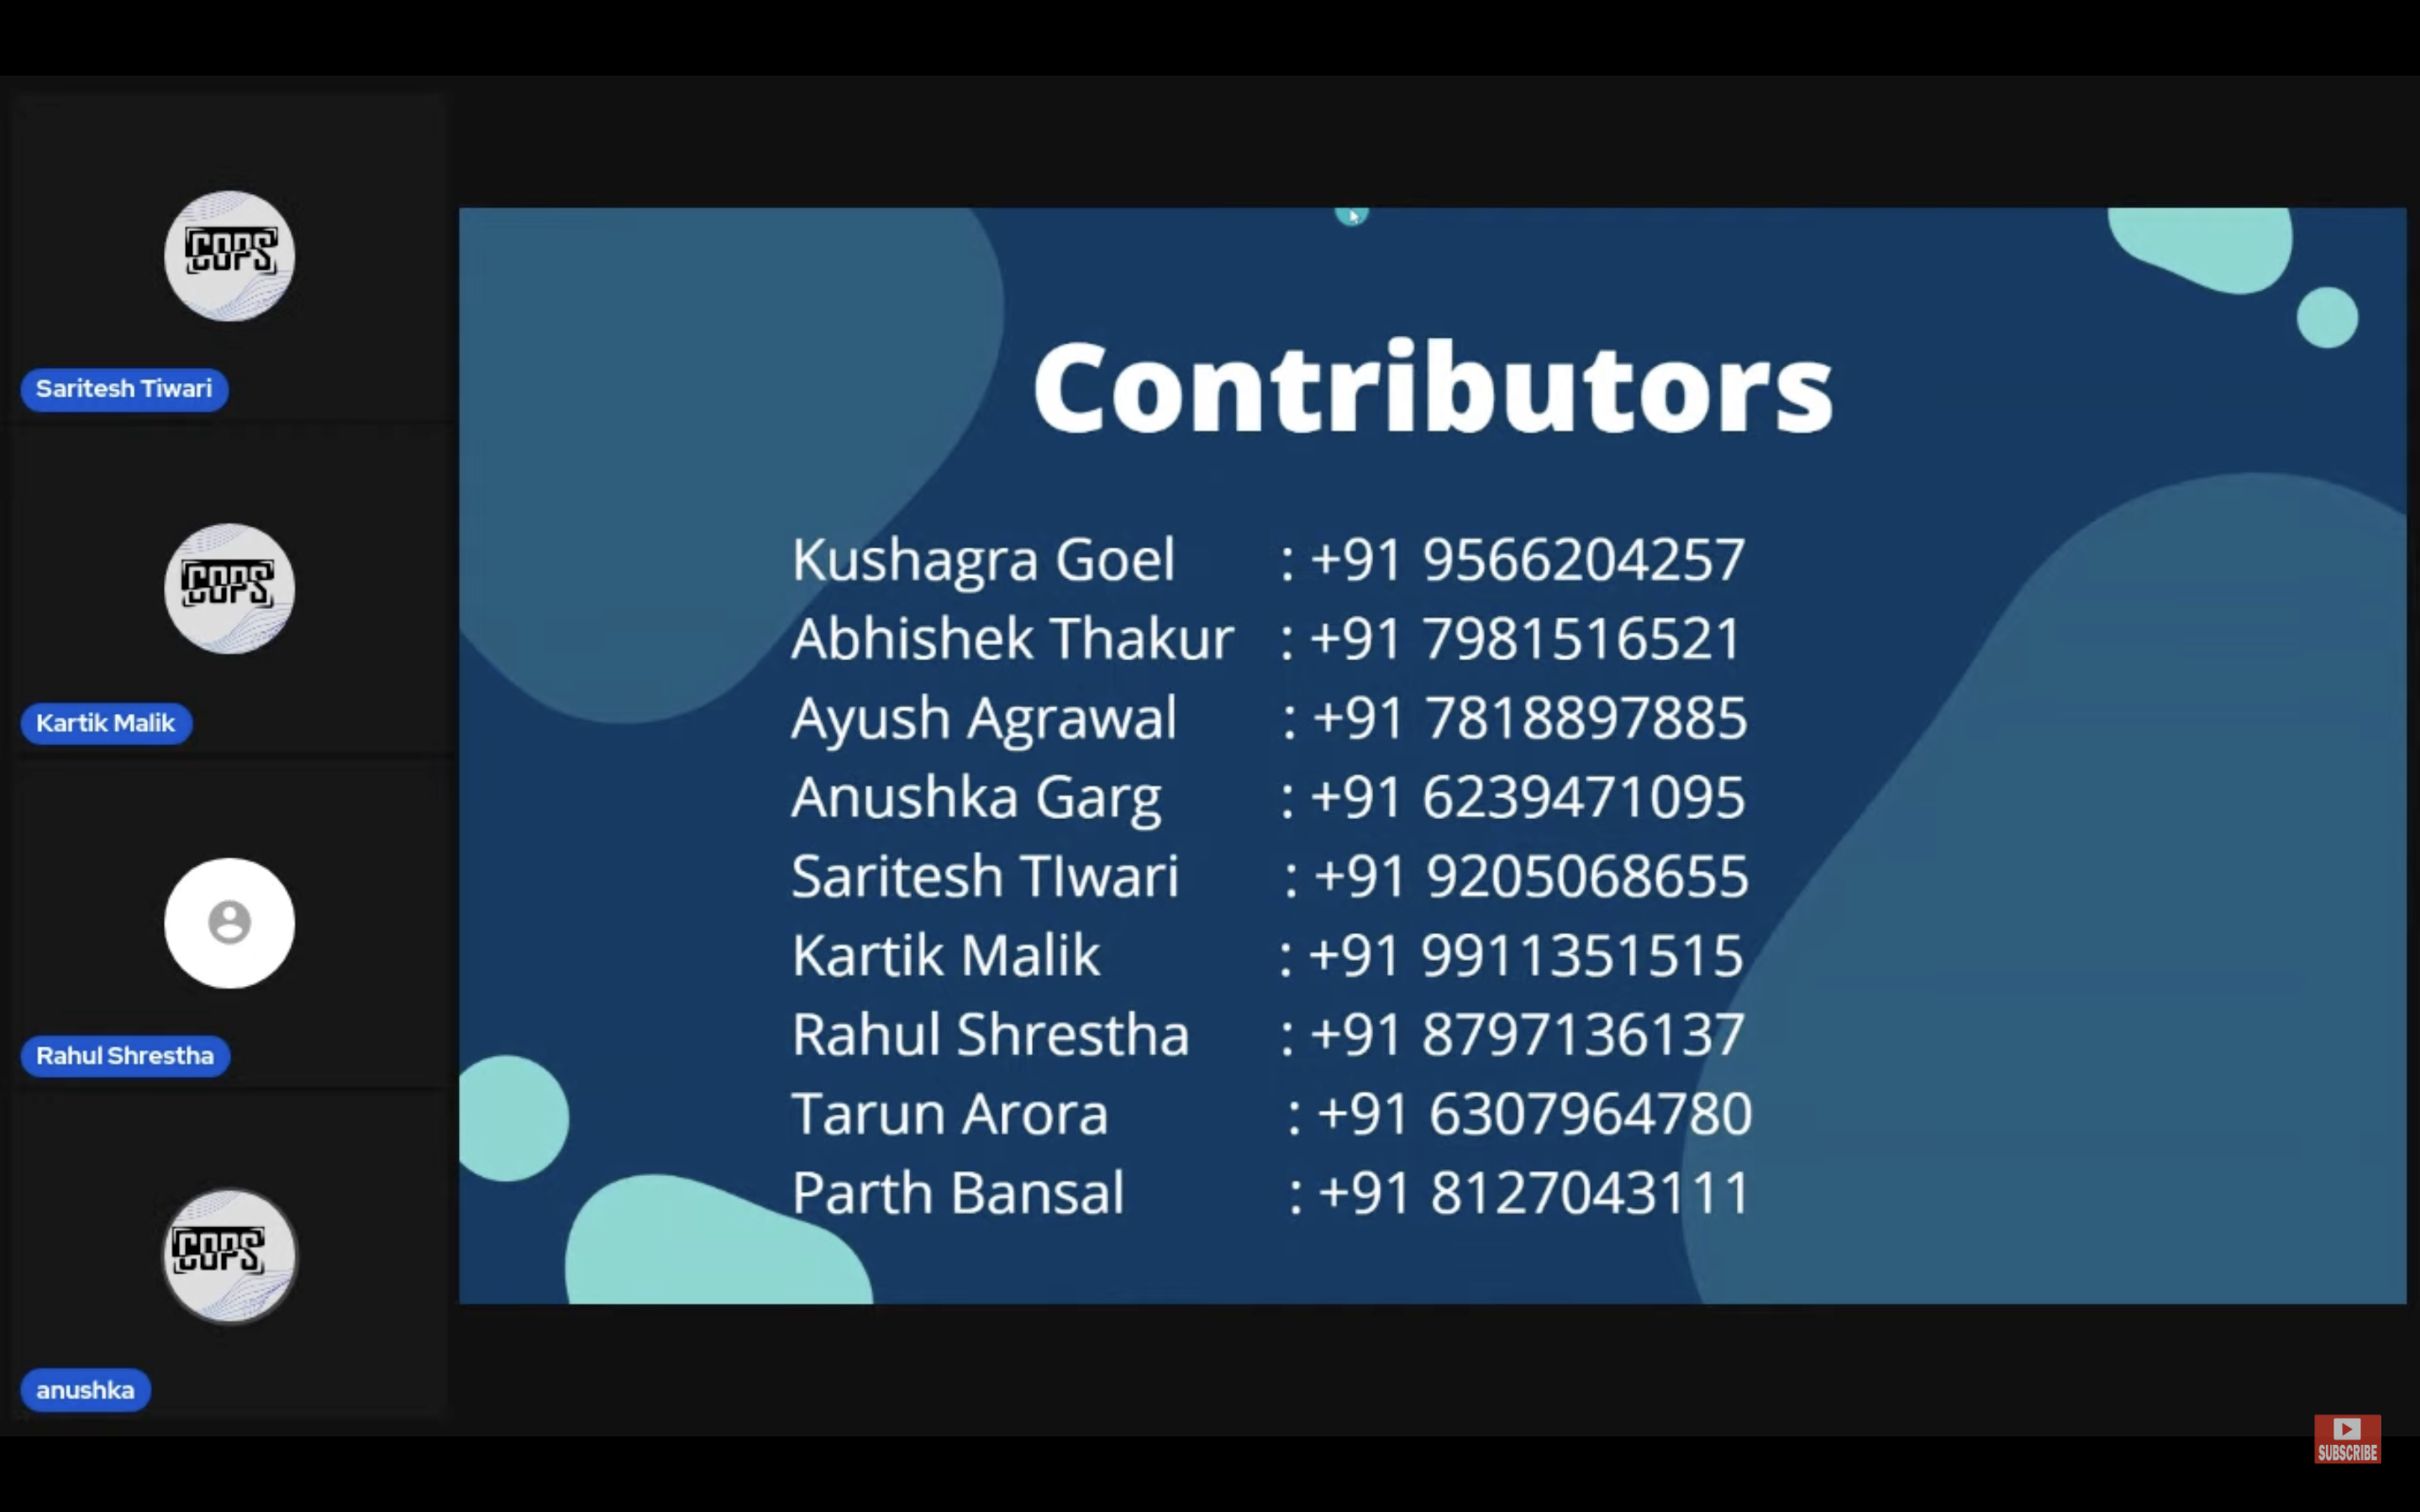 COPS
Saritesh Tiwari
COPS
Kartik Malik
Rahul Shrestha
COPS
anushka
Contributors
Kushagra Goel : +91 9566204257
Abhishek Thakur : +91 7981516521
Ayush Agrawal : +91 7818897885
Anushka Garg : +91 6239471095
Saritesh TIwari : +91 9205068655
Kartik Malik : +91 9911351515
Rahul Shrestha : +91 8797136137
Tarun Arora : +91 6307964780
Parth Bansal : +91 8127043111
SUBSCRIBE